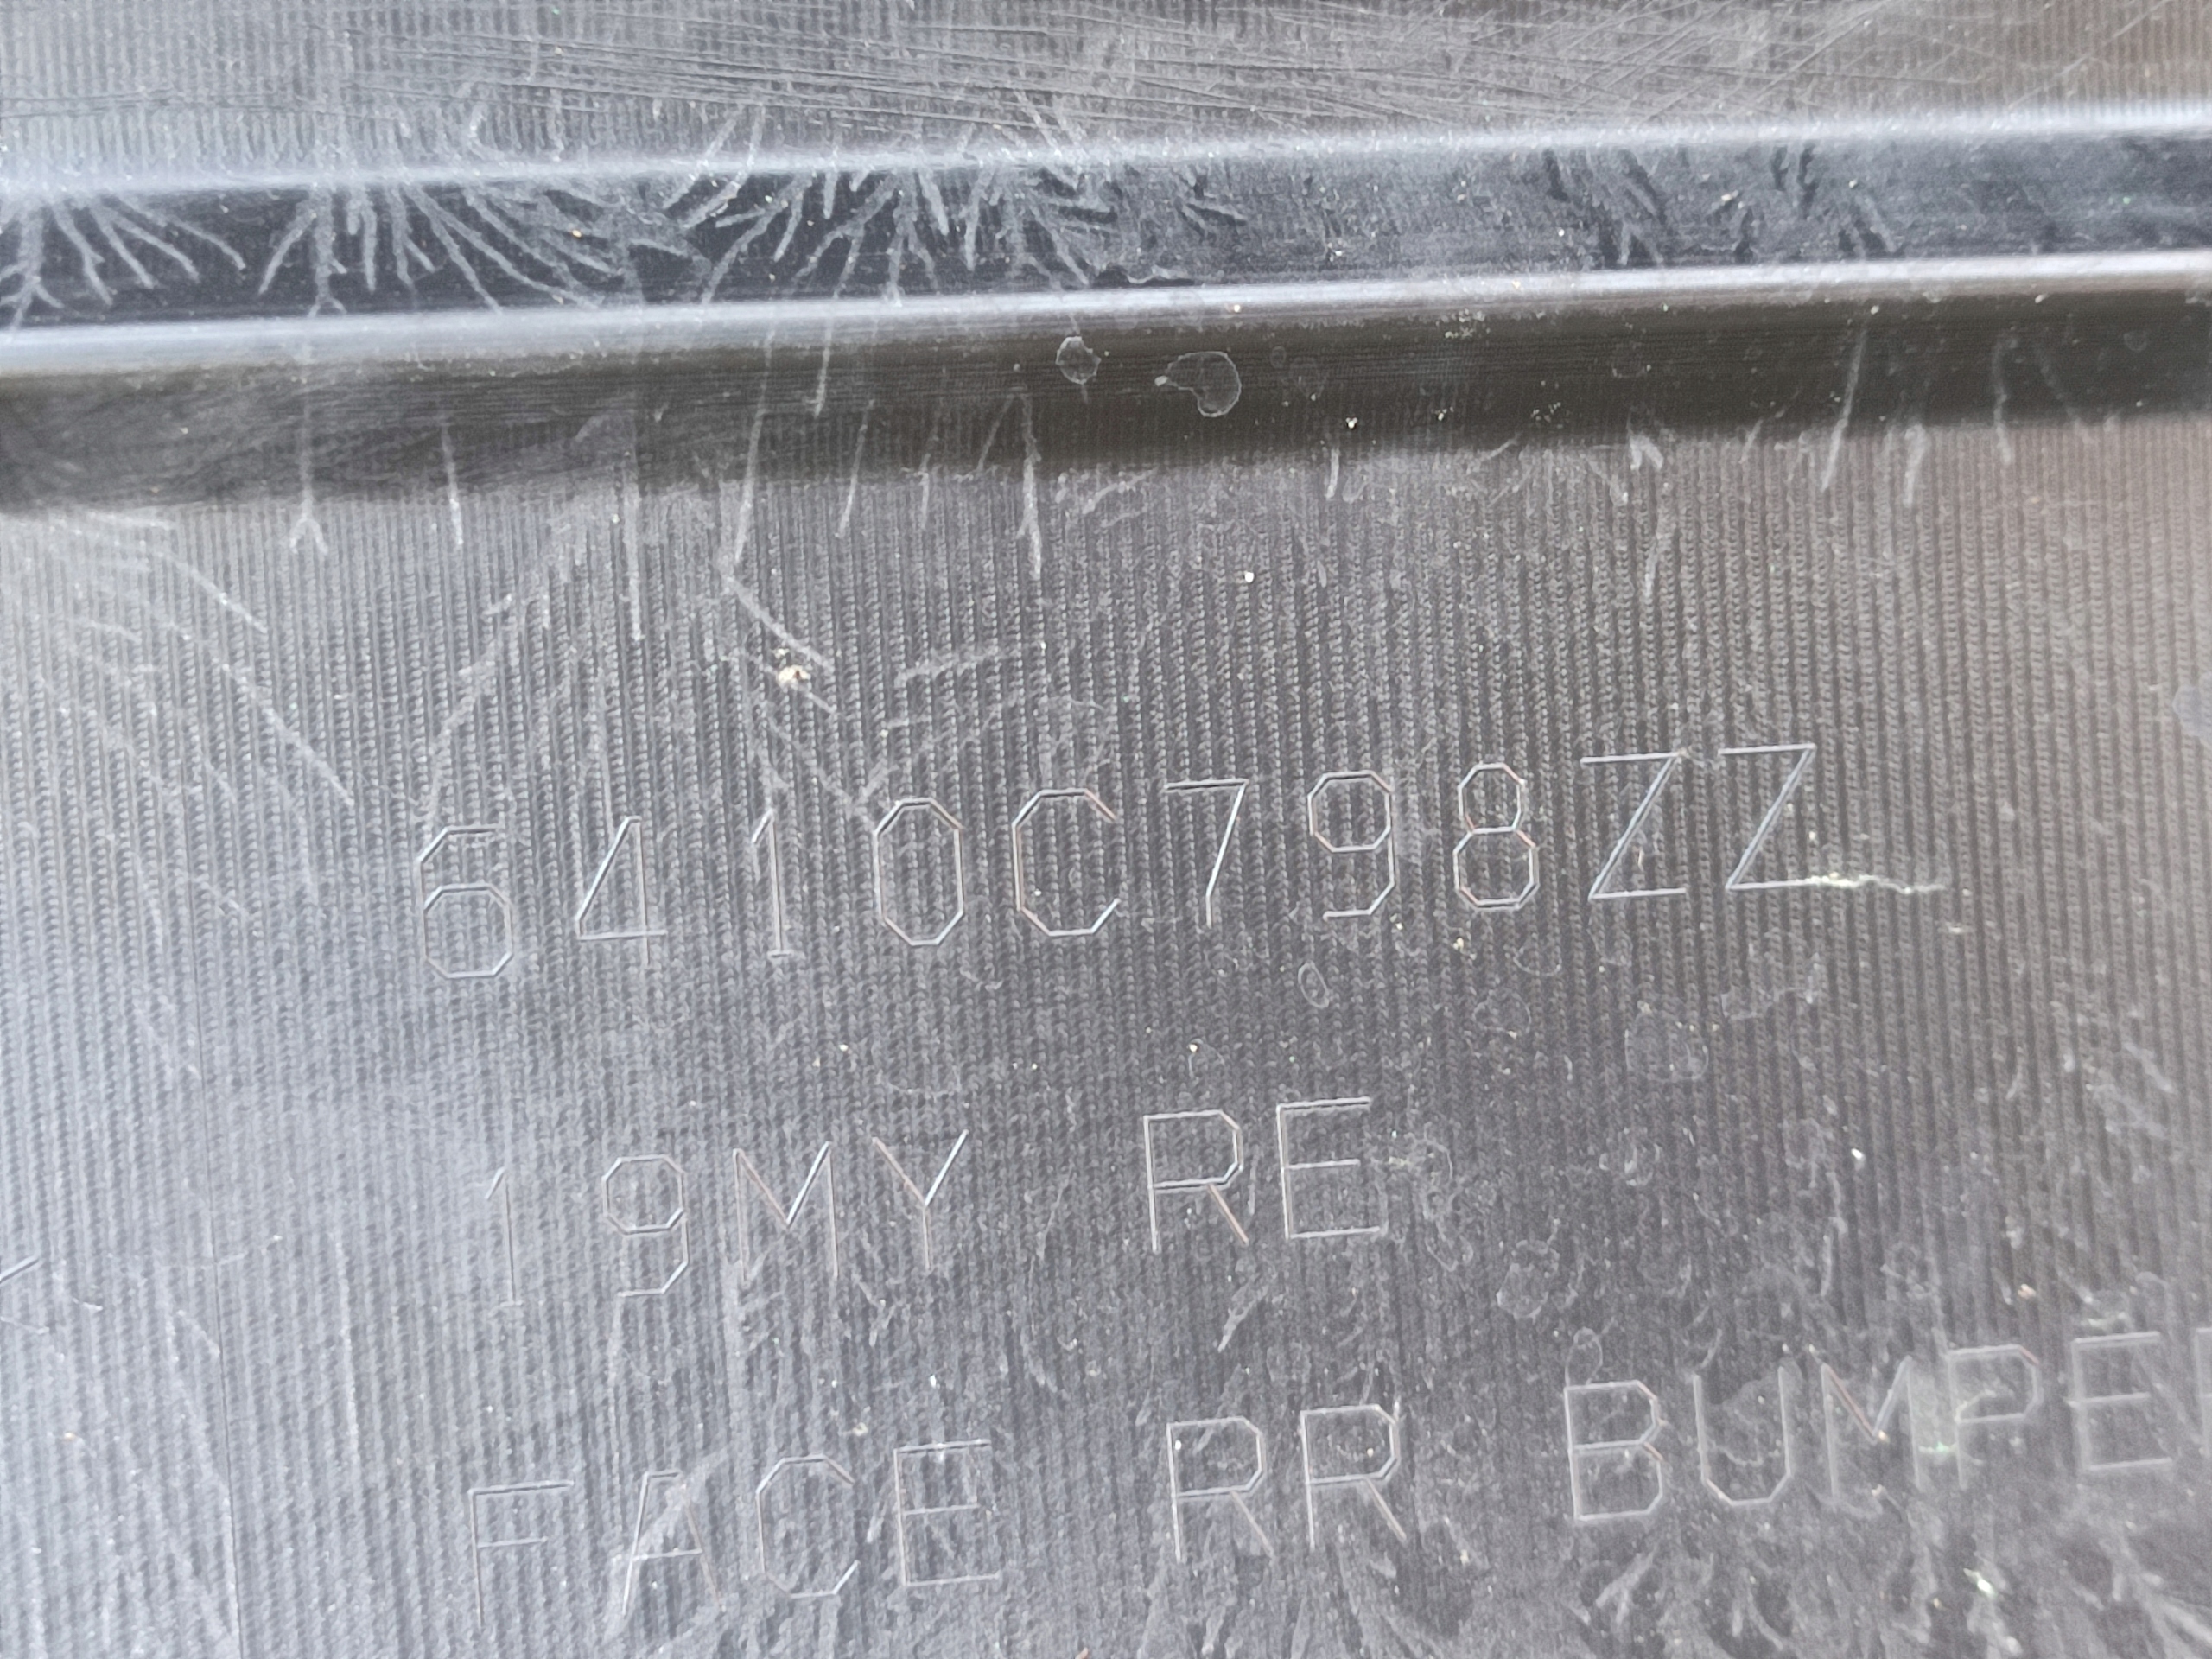 6410C798ZZ
19MY RE
FACE RR BUMPE